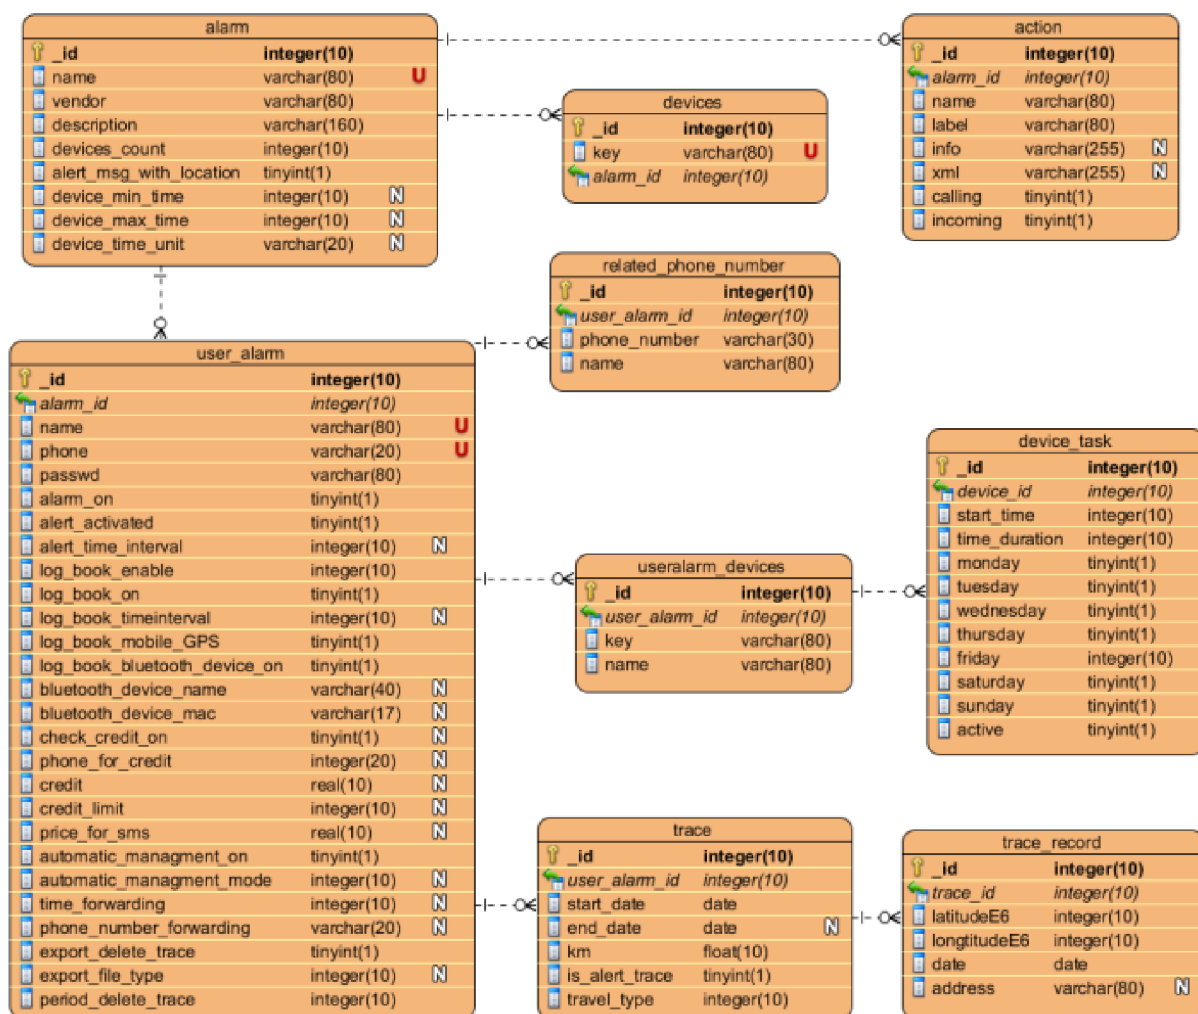 alarm
_id integer(10)
name varchar(80) U
vendor varchar(80)
description varchar(160)
devices_count integer(10)
alert_msg_with_location tinyint(1)
device_min_time integer(10) N
device_max_time integer(10) N
device_time_unit varchar(20) N
action
_id integer(10)
alarm_id integer(10)
name varchar(80)
label varchar(80)
info varchar(255) N
xml varchar(255) N
calling tinyint(1)
incoming tinyint(1)
devices
_id integer(10)
key varchar(80) U
alarm_id integer(10)
related_phone_number
_id integer(10)
user_alarm_id integer(10)
phone_number varchar(30)
name varchar(80)
user_alarm
_id integer(10)
alarm_id integer(10)
name varchar(80) U
phone varchar(20) U
passwd varchar(80)
alarm_on tinyint(1)
alert_activated tinyint(1)
alert_time_interval integer(10) N
log_book_enable integer(10)
log_book_on tinyint(1)
log_book_timeinterval integer(10) N
log_book_mobile_GPS tinyint(1)
log_book_bluetooth_device_on tinyint(1)
bluetooth_device_name varchar(40) N
bluetooth_device_mac varchar(17) N
check_credit_on tinyint(1) N
phone_for_credit integer(20) N
credit real(10) N
credit_limit integer(10) N
price_for_sms real(10) N
automatic_managment_on tinyint(1)
automatic_managment_mode integer(10) N
time_forwarding integer(10) N
phone_number_forwarding varchar(20) N
export_delete_trace tinyint(1)
export_file_type integer(10) N
period_delete_trace integer(10)
device_task
_id integer(10)
device_id integer(10)
start_time integer(10)
time_duration integer(10)
monday tinyint(1)
tuesday tinyint(1)
wednesday tinyint(1)
thursday tinyint(1)
friday integer(10)
saturday tinyint(1)
sunday tinyint(1)
active tinyint(1)
useralarm_devices
_id integer(10)
user_alarm_id integer(10)
key varchar(80)
name varchar(80)
trace
_id integer(10)
user_alarm_id integer(10)
start_date date
end_date date N
km float(10)
is_alert_trace tinyint(1)
travel_type integer(10)
trace_record
_id integer(10)
trace_id integer(10)
latitudeE6 integer(10)
longtitudeE6 integer(10)
date date
address varchar(80) N